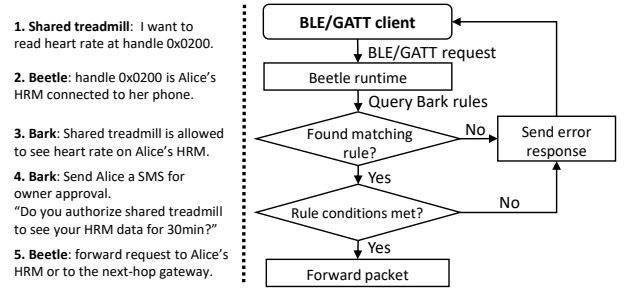 1. Shared treadmill: I want to
read heart rate at handle 0x0200.
2. Beetle: handle 0x0200 is Alice's
HRM connected to her phone.
3. Bark: Shared treadmill is allowed
to see heart rate on Alice's HRM.
4. Bark: Send Alice a SMS for
owner approval.
"Do you authorize shared treadmill
to see your HRM data for 30min?"
5. Beetle: forward request to Alice's
HRM or to the next-hop gateway.
BLE/GATT client
BLE/GATT request
Beetle runtime
Query Bark rules
Found matching
rule?
No
Send error
response
Yes
Rule conditions met?
No
Yes
Forward packet